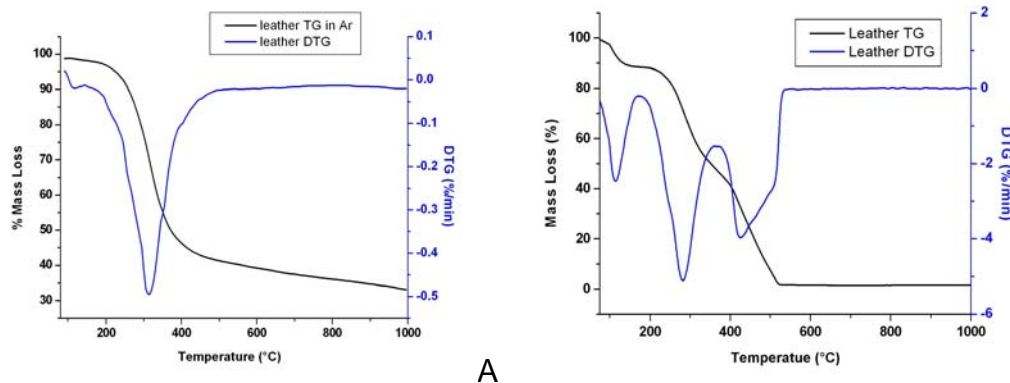 leather TG in Ar
leather DTG
100
90
80
70
60
50
40
30
% Mass Loss
0.1
0.0
-0.1
-0.2
-0.3
-0.4
-0.5
DTG (%/min)
200 400 600 800 1000
Temperature (°C)
A
Leather TG
Leather DTG
100
80
60
40
20
0
Mass Loss (%)
2
0
-2
-4
-6
DTG (%/min)
200 400 600 800 1000
Temperatue (°C)